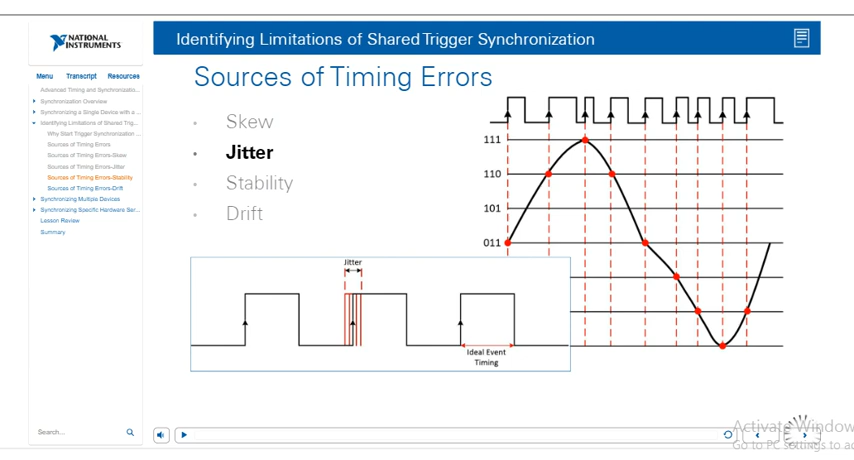 NATIONAL
INSTRUMENTS
Identifying Limitations of Shared Trigger Synchronization
Menu Transcript Resources
Advanced Timing and Synchronizatio...
Synchronization Overview
Synchronizing a Single Device with a ...
Identifying Limitations of Shared Trig...
Why Start Trigger Synchronization ...
Sources of Timing Errors
Sources of Timing Errors-Skew
Sources of Timing Errors-Jitter
Sources of Timing Errors-Stability
Sources of Timing Errors-Drift
Synchronizing Multiple Devices
Synchronizing Specific Hardware Ser...
Lesson Review
Summary
Search...
Sources of Timing Errors
Skew
Jitter
Stability
Drift
111
110
101
011
Jitter
Ideal Event
Timing
Activate Window
Go to PC settings to ac